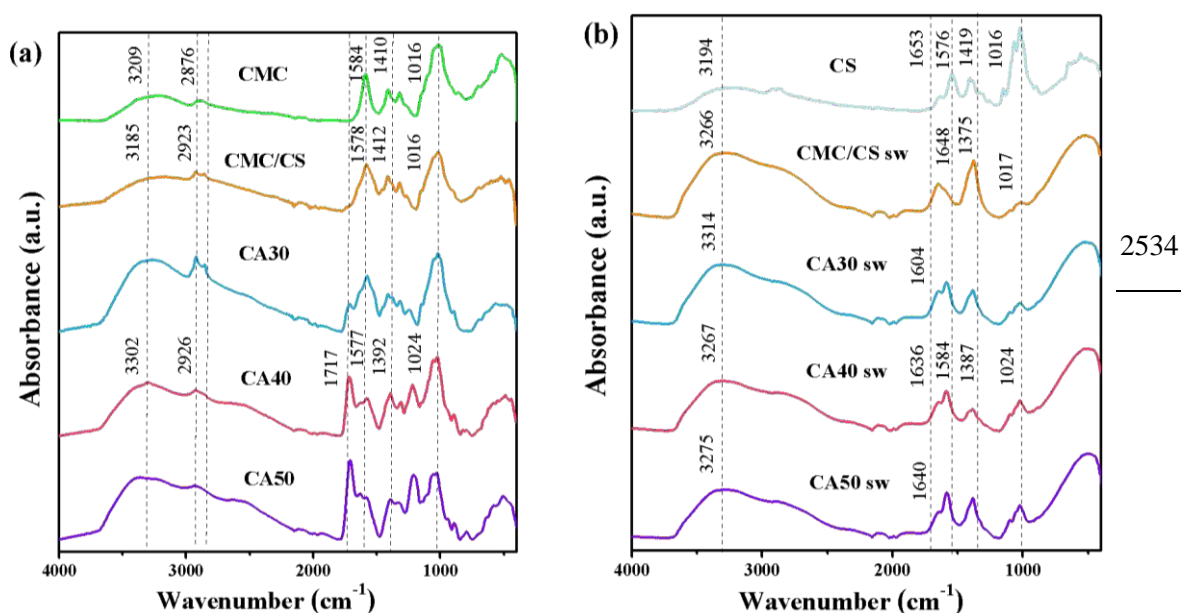 (a)
3209
2876
CMC
1584
1410
1016
3185
2923
CMC/CS
1578
1412
1016
CA30
3302
2926
CA40
1717
1577
1392
1024
CA50
Absorbance (a.u.)
4000 3000 2000 1000
Wavenumber (cm⁻¹)
(b)
3194
CS
1653
1576
1419
1016
3266
CMC/CS sw
1648
1375
1017
3314
CA30 sw
1604
3267
CA40 sw
1636
1584
1387
1024
3275
CA50 sw
1640
Absorbance (a.u.)
4000 3000 2000 1000
Wavenumber (cm⁻¹)
2534